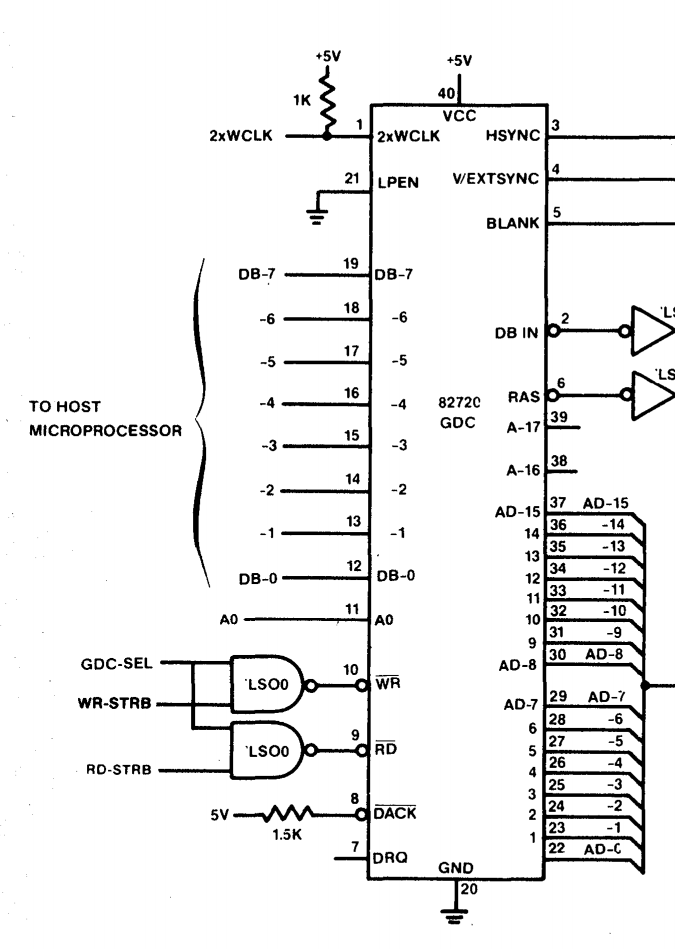 +5V
+5V
1K
40
VCC
2xWCLK 1 2xWCLK HSYNC 3
21 LPEN V/EXTSYNC 4
BLANK 5
DB-7 19 DB-7
-6 18 -6
DB IN 2
-5 17 -5
RAS 6
-4 16 -4
82720
GDC
A-17 39
TO HOST
MICROPROCESSOR
-3 15 -3
A-16 38
-2 14 -2
AD-15 37 AD-15
14 36 -14
-1 13 -1
13 35 -13
DB-0 12 DB-0
12 34 -12
11 33 -11
A0 11 A0
10 32 -10
9 31 -9
AD-8 30 AD-8
GDC-SEL
'LS00 10 WR
WR-STRB
AD-7 29 AD-7
6 28 -6
'LS00 9 RD
5 27 -5
RD-STRB
4 26 -4
3 25 -3
5V 8 DACK
1.5K
2 24 -2
1 23 -1
7 DRQ
22
GND
20